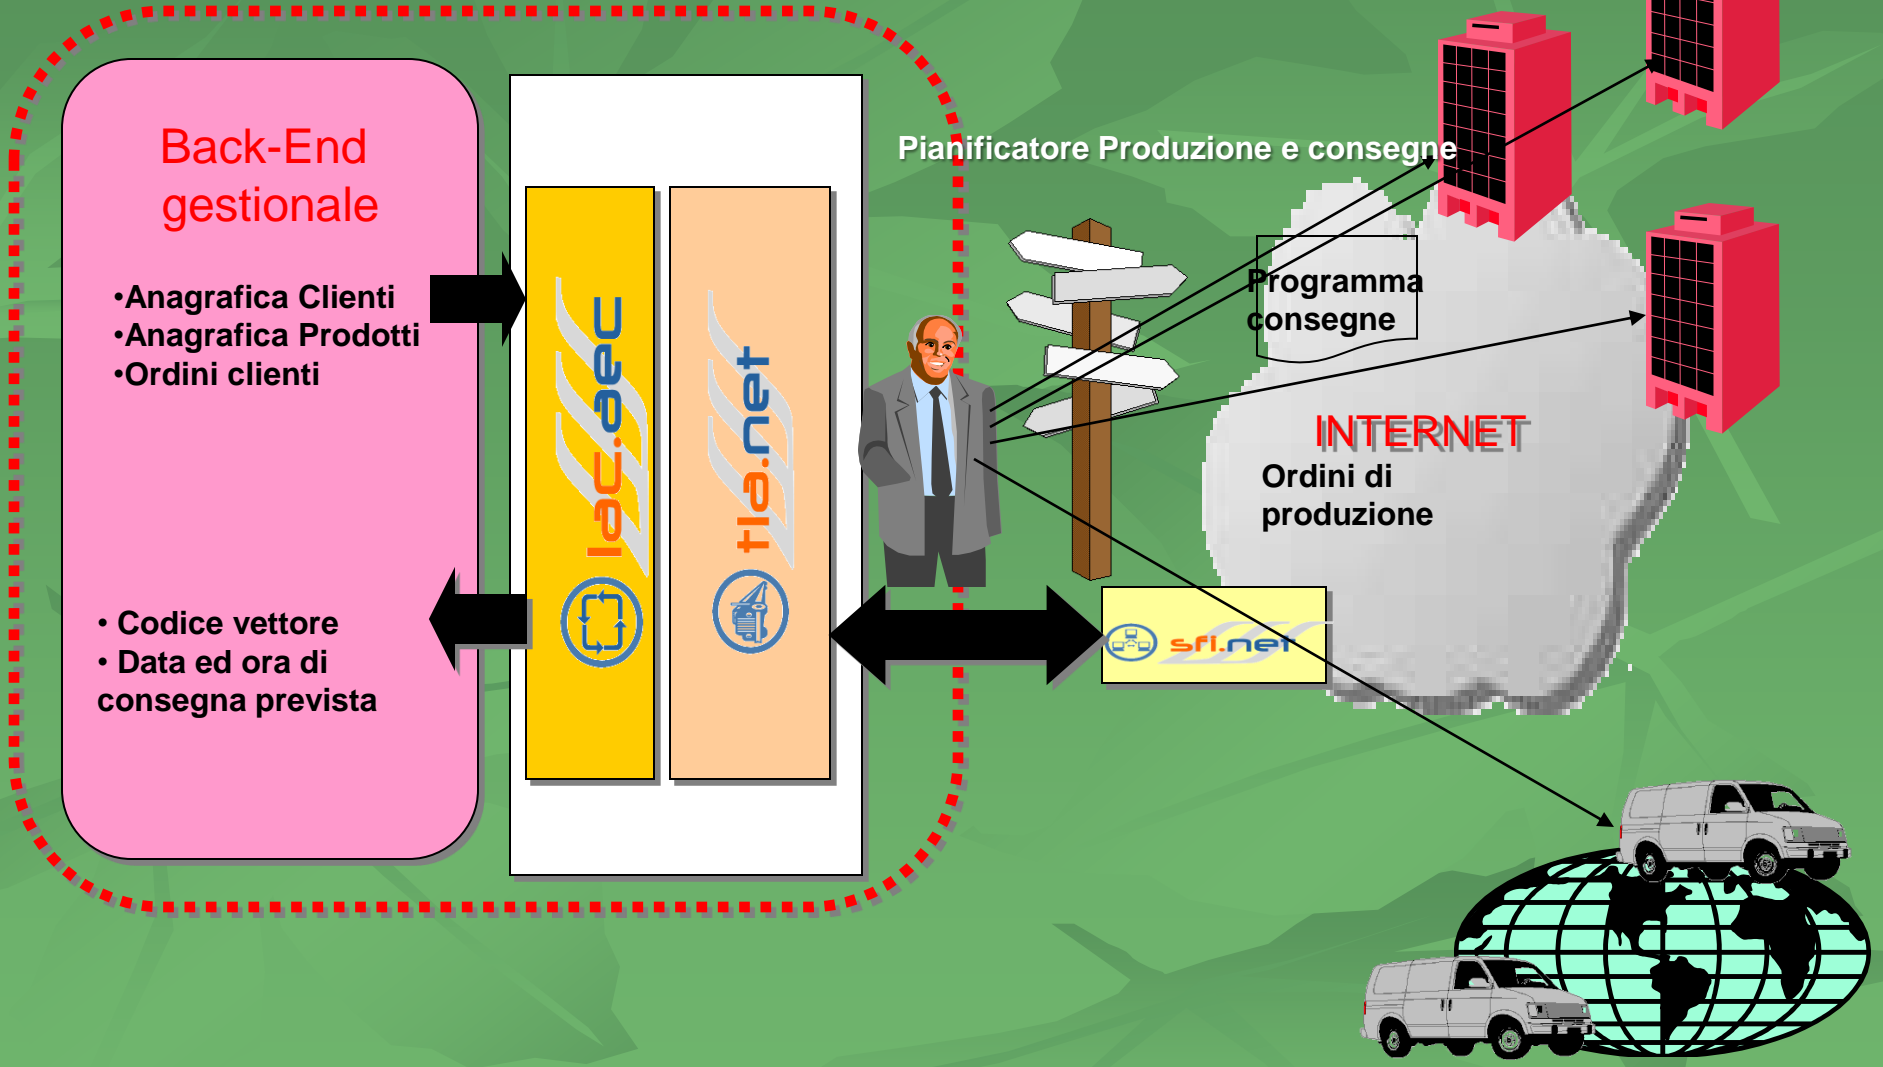 Back-End
gestionale
•Anagrafica Clienti
•Anagrafica Prodotti
•Ordini clienti
• Codice vettore
• Data ed ora di
consegna prevista
lac.aec
tla.net
Pianificatore Produzione e consegne
Programma
consegne
INTERNET
Ordini di
produzione
sfi.net